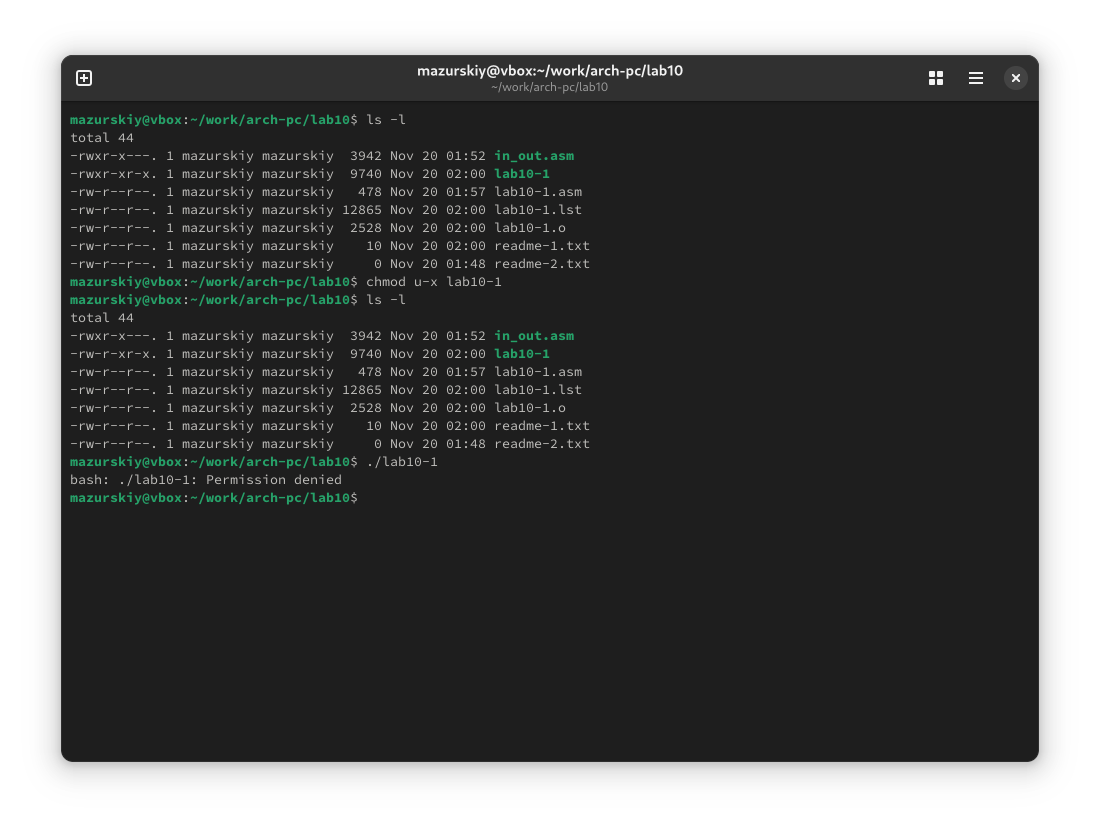 mazurskiy@vbox:~/work/arch-pc/lab10
~/work/arch-pc/lab10
mazurskiy@vbox:~/work/arch-pc/lab10$ ls -l
total 44
-rwxr-x---. 1 mazurskiy mazurskiy  3942 Nov 20 01:52 in_out.asm
-rwxr-xr-x. 1 mazurskiy mazurskiy  9740 Nov 20 02:00 lab10-1
-rw-r--r--. 1 mazurskiy mazurskiy   478 Nov 20 01:57 lab10-1.asm
-rw-r--r--. 1 mazurskiy mazurskiy 12865 Nov 20 02:00 lab10-1.lst
-rw-r--r--. 1 mazurskiy mazurskiy  2528 Nov 20 02:00 lab10-1.o
-rw-r--r--. 1 mazurskiy mazurskiy    10 Nov 20 02:00 readme-1.txt
-rw-r--r--. 1 mazurskiy mazurskiy     0 Nov 20 01:48 readme-2.txt
mazurskiy@vbox:~/work/arch-pc/lab10$ chmod u-x lab10-1
mazurskiy@vbox:~/work/arch-pc/lab10$ ls -l
total 44
-rwxr-x---. 1 mazurskiy mazurskiy  3942 Nov 20 01:52 in_out.asm
-rw-r-xr-x. 1 mazurskiy mazurskiy  9740 Nov 20 02:00 lab10-1
-rw-r--r--. 1 mazurskiy mazurskiy   478 Nov 20 01:57 lab10-1.asm
-rw-r--r--. 1 mazurskiy mazurskiy 12865 Nov 20 02:00 lab10-1.lst
-rw-r--r--. 1 mazurskiy mazurskiy  2528 Nov 20 02:00 lab10-1.o
-rw-r--r--. 1 mazurskiy mazurskiy    10 Nov 20 02:00 readme-1.txt
-rw-r--r--. 1 mazurskiy mazurskiy     0 Nov 20 01:48 readme-2.txt
mazurskiy@vbox:~/work/arch-pc/lab10$ ./lab10-1
bash: ./lab10-1: Permission denied
mazurskiy@vbox:~/work/arch-pc/lab10$